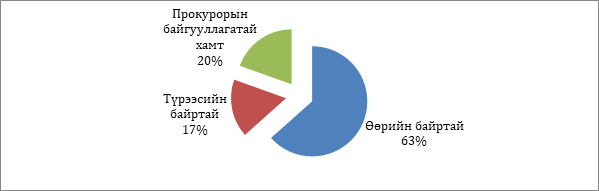 Прокурорын
байгууллагатай
хамт
20%
Түрээсийн
байртай
17%
Өөрийн байртай
63%